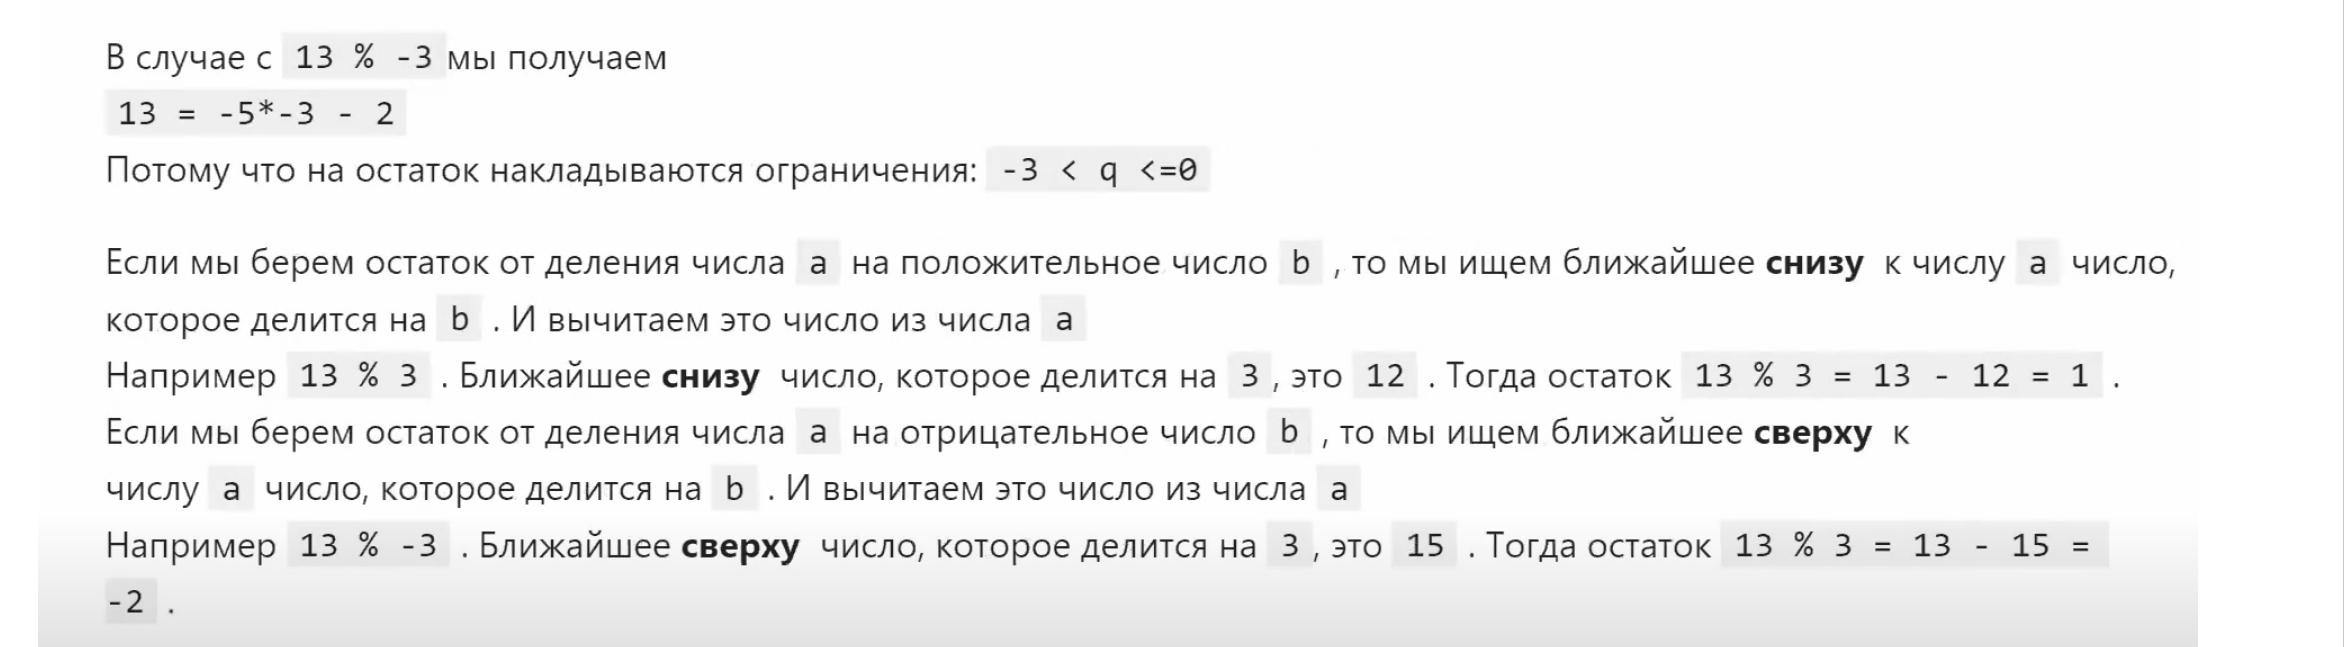 В случае с 13 % -3 мы получаем
13 = -5*-3 - 2
Потому что на остаток накладываются ограничения: -3 < q <=0
Если мы берем остаток от деления числа a на положительное число b , то мы ищем ближайшее снизу к числу a число,
которое делится на b . И вычитаем это число из числа a
Например 13 % 3 . Ближайшее снизу число, которое делится на 3 , это 12 . Тогда остаток 13 % 3 = 13 - 12 = 1 .
Если мы берем остаток от деления числа a на отрицательное число b , то мы ищем ближайшее сверху к
числу a число, которое делится на b . И вычитаем это число из числа a
Например 13 % -3 . Ближайшее сверху число, которое делится на 3 , это 15 . Тогда остаток 13 % 3 = 13 - 15 =
-2 .